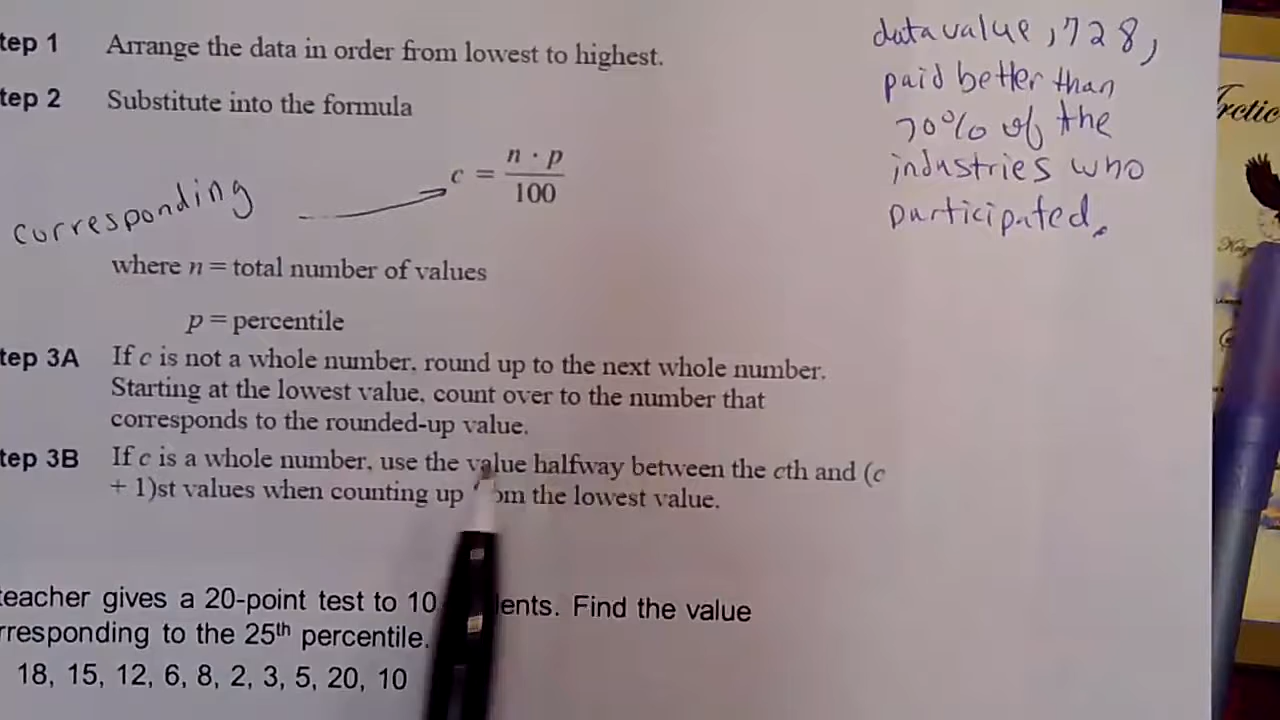 tep 1 Arrange the data in order from lowest to highest.
tep 2 Substitute into the formula
c = n · p / 100
corresponding
where n = total number of values
p = percentile
tep 3A If c is not a whole number, round up to the next whole number.
Starting at the lowest value, count over to the number that
corresponds to the rounded-up value.
tep 3B If c is a whole number, use the value halfway between the cth and (c
+ 1)st values when counting up om the lowest value.
teacher gives a 20-point test to 10 ents. Find the value
rresponding to the 25th percentile.
18, 15, 12, 6, 8, 2, 3, 5, 20, 10
data value, 728,
paid better than
70% of the
industries who
participated.
rctic